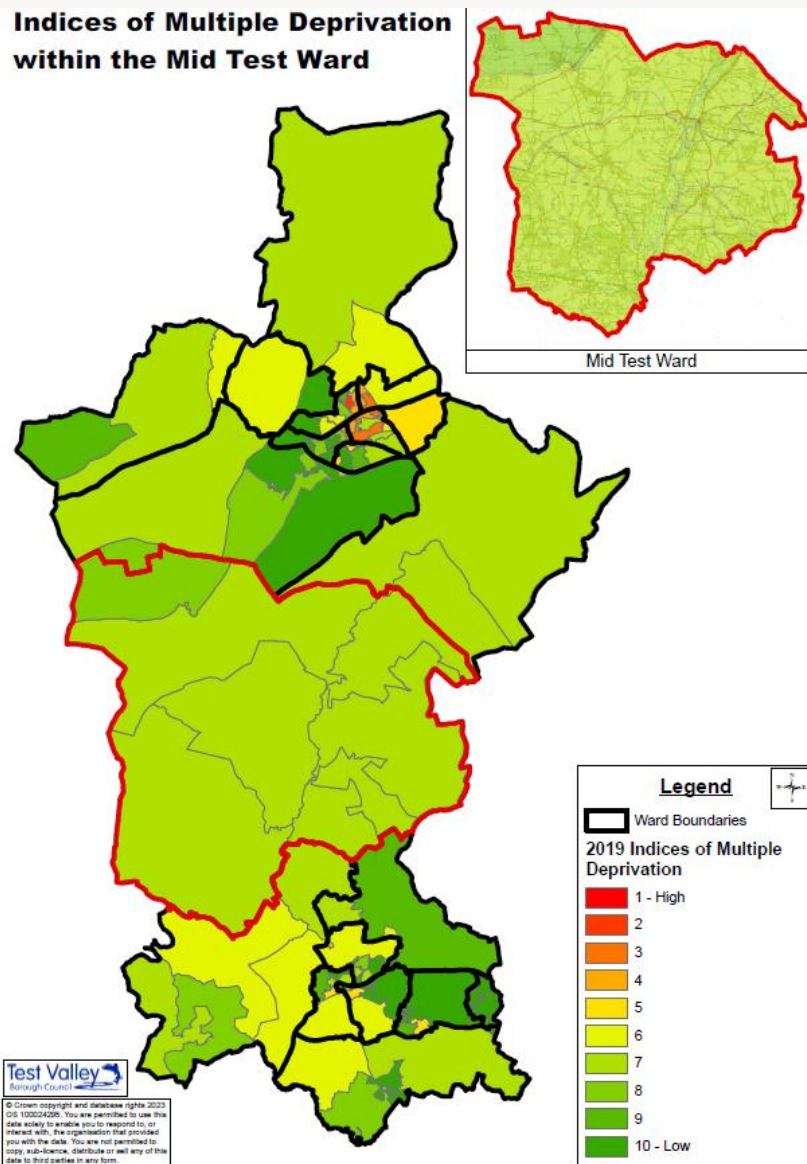 Indices of Multiple Deprivation
within the Mid Test Ward
Mid Test Ward
Legend
Ward Boundaries
2019 Indices of Multiple
Deprivation
1 - High
2
3
4
5
6
7
8
9
10 - Low
Test Valley
Borough Council
© Crown copyright and database rights 2023
OS 100024295. You are permitted to use this
data solely to enable you to respond to, or
interact with, the organisation that provided
you with the data. You are not permitted to
copy, sub-licence, distribute or sell any of this
data to third parties in any form.